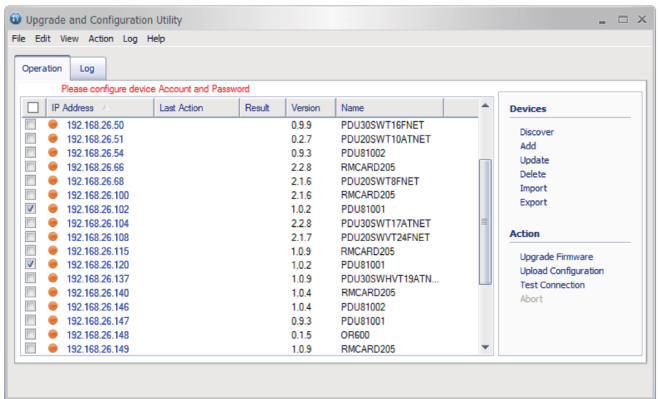 Upgrade and Configuration Utility
File Edit View Action Log Help
Operation Log
Please configure device Account and Password
IP Address Last Action Result Version Name
192.168.26.50 0.9.9 PDU30SWT16FNET
192.168.26.51 0.2.7 PDU20SWT10ATNET
192.168.26.54 0.9.3 PDU81002
192.168.26.66 2.2.8 RMCARD205
192.168.26.68 2.1.6 PDU20SWT8FNET
192.168.26.100 2.1.6 RMCARD205
192.168.26.102 1.0.2 PDU81001
192.168.26.104 2.2.8 PDU30SWT17ATNET
192.168.26.108 2.1.7 PDU20SWVT24FNET
192.168.26.115 1.0.9 RMCARD205
192.168.26.120 1.0.2 PDU81001
192.168.26.137 1.0.9 PDU30SWHVT19ATN...
192.168.26.140 1.0.4 RMCARD205
192.168.26.146 1.0.4 PDU81002
192.168.26.147 0.9.3 PDU81001
192.168.26.148 0.1.5 OR600
192.168.26.149 1.0.9 RMCARD205
Devices
Discover
Add
Update
Delete
Import
Export
Action
Upgrade Firmware
Upload Configuration
Test Connection
Abort